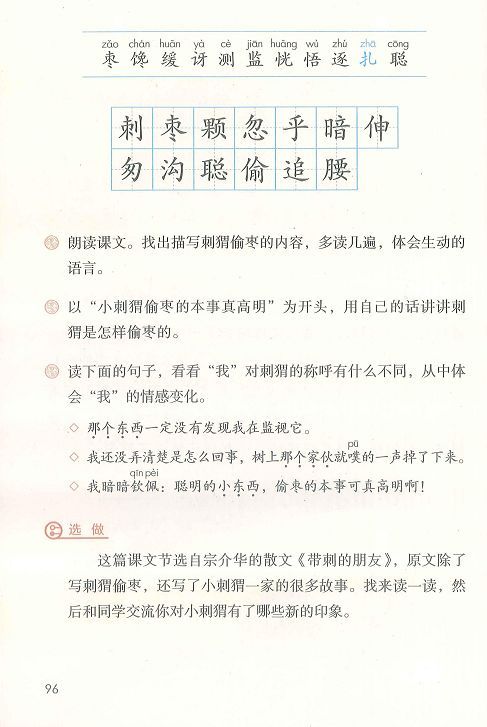 zǎo chán huǎn yà cè jiān huǎng wù zhú zhā cōng
枣 馋 缓 讶 测 监 恍 悟 逐 扎 聪
刺枣颗忽乎暗伸
匆沟聪偷追腰
朗读课文。找出描写刺猬偷枣的内容，多读几遍，体会生动的
语言。
以“小刺猬偷枣的本事真高明”为开头，用自己的话讲讲刺
猬是怎样偷枣的。
读下面的句子，看看“我”对刺猬的称呼有什么不同，从中体
会“我”的情感变化。
◇ 那个东西一定没有发现我在监视它。
pū
◇ 我还没弄清楚是怎么回事，树上那个家伙就噗的一声掉了下来。
qīn pèi
◇ 我暗暗钦佩：聪明的小东西，偷枣的本事可真高明啊！
选做
这篇课文节选自宗介华的散文《带刺的朋友》，原文除了
写刺猬偷枣，还写了小刺猬一家的很多故事。找来读一读，然
后和同学交流你对小刺猬有了哪些新的印象。
96